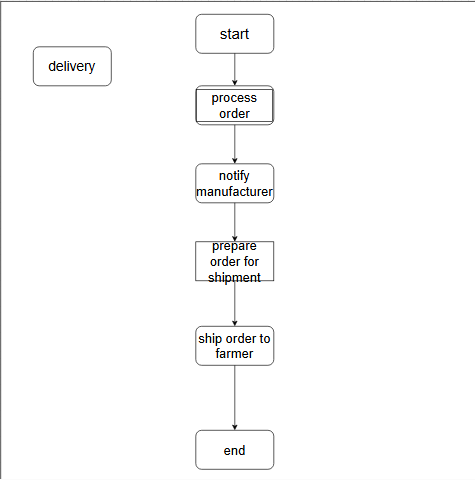 start
delivery
process
order
notify
manufacturer
prepare
order for
shipment
ship order to
farmer
end